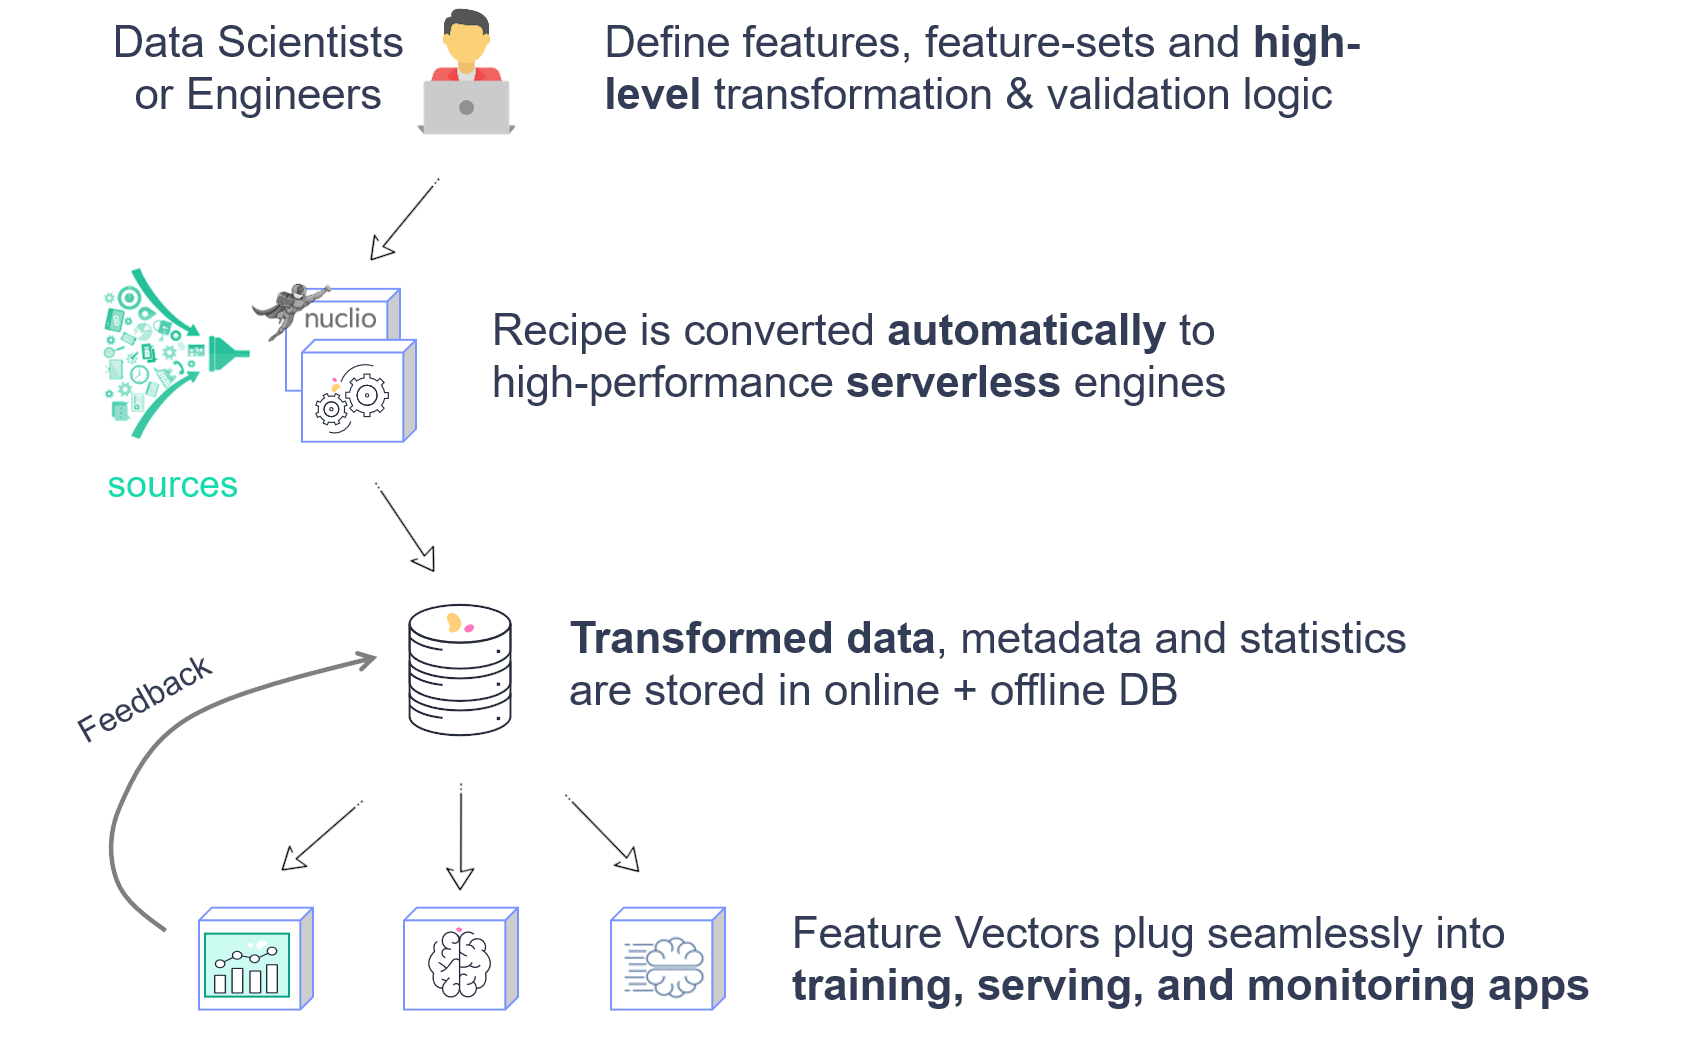 Data Scientists
or Engineers
Define features, feature-sets and high-
level transformation & validation logic
nuclio
Recipe is converted automatically to
high-performance serverless engines
sources
Transformed data, metadata and statistics
are stored in online + offline DB
Feedback
Feature Vectors plug seamlessly into
training, serving, and monitoring apps